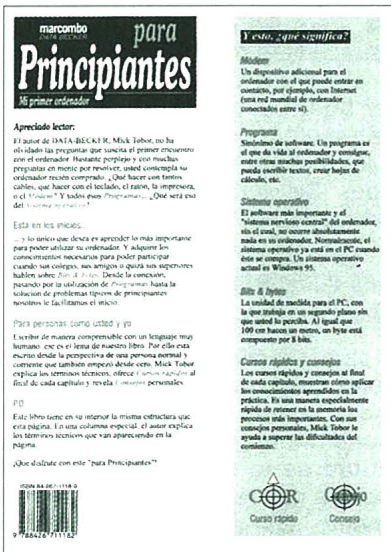 marcombo
DATA BECKER
para
Principiantes
Mi primer ordenador
Apreciado lector:
El autor de DATA-BECKER, Mick Tobor, no ha
olvidado las preguntas que suscita el primer encuentro
con el ordenador. Bastante perplejo y con muchas
preguntas en monte por resolver, usted contempla su
ordenador recién comprado. ¿Qué hacer con tantos
cables, qué hacer con el teclado, el ratón, la impresora,
o el Módem? Y todos esos Programas... ¿Qué será eso
del Sistema operativo?
Está en los inicios...
... y lo único que desea es aprender lo más importante
para poder utilizar su ordenador. Y adquirir los
conocimientos necesarios para poder participar
cuando sus colegas, sus amigos o quizá sus superiores
hablen sobre Bits & bytes. Desde la conexión,
pasando por la utilización de Programas hasta la
solución de problemas típicos de principiantes
nosotros le facilitamos el inicio.
Para personas como usted y yo
Escribir de manera comprensible con un lenguaje muy
humano: ese es el lema de nuestro libro. Por ello está
escrito desde la perspectiva de una persona normal y
corriente que también empezó desde cero. Mick Tobor
explica los términos técnicos, ofrece Cursos rápidos al
final de cada capítulo y revela Consejos personales.
PD
Este libro tiene en su interior la misma estructura que
esta página. En una columna especial, el autor explica
los términos técnicos que van apareciendo en la
página.
¡Que disfrute con este "para Principiantes"!
ISBN 84-267-1118-3
9 788426 711182
Y esto, ¿qué significa?
Módem
Un dispositivo adicional para el
ordenador con el que puede entrar en
contacto, por ejemplo, con Internet
(una red mundial de ordenador
conectados entre sí).
Programa
Sinónimo de software. Un programa es
el que da vida al ordenador y consigue,
entre otras muchas posibilidades, que
pueda escribir textos, crear hojas de
cálculo, etc.
Sistema operativo
El software más importante y el
"sistema nervioso central" del ordenador,
sin el cual, no ocurre absolutamente
nada en su ordenador. Normalmente, el
sistema operativo ya está en el PC cuando
éste se compra. Un sistema operativo
actual es Windows 95.
Bits & bytes
La unidad de medida para el PC, con
la que trabaja en un segundo plano sin
que usted lo perciba. Al igual que
100 cm hacen un metro, un byte está
compuesto por 8 bits.
Cursos rápidos y consejos
Los cursos rápidos y consejos al final
de cada capítulo, muestran cómo aplicar
los conocimientos aprendidos en la
práctica. Es una manera especialmente
rápida de retener en la memoria los
procesos más importantes. Con sus
consejos personales, Mick Tobor le
ayuda a superar las dificultades del
comienzo.
Curso rápido
Consejo